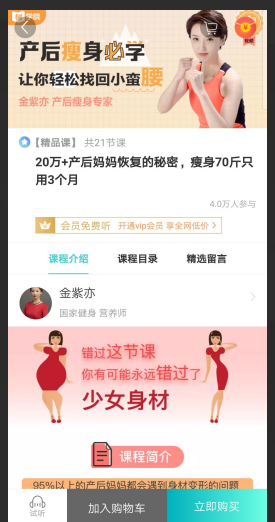 产后瘦身必学
让你轻松找回小蛮腰
金紫亦 产后瘦身专家
【精品课】 共21节课
20万+产后妈妈恢复的秘密，瘦身70斤只
用3个月
4.0万人参与
会员免费听 开通vip会员 享全网低价 >
课程介绍 课程目录 精选留言
金紫亦
国家健身 营养师
错过这节课
你有可能永远错过了
少女身材
课程简介
95%以上的产后妈妈都会遇到身材变形的问题
试听 加入购物车 立即购买